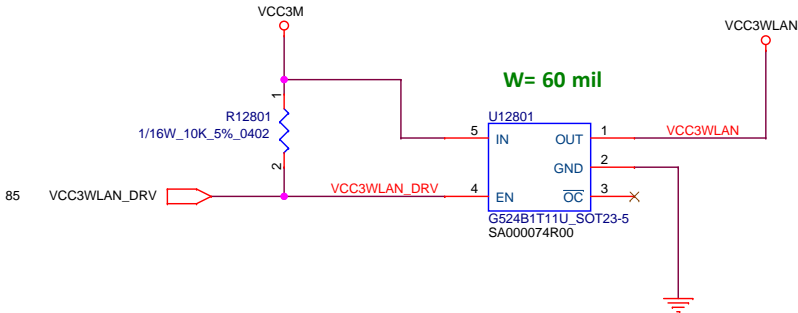 VCC3M
VCC3WLAN
W= 60 mil
1
R12801
1/16W_10K_5%_0402
2
U12801
5 IN OUT 1 VCC3WLAN
GND 2
85 VCC3WLAN_DRV VCC3WLAN_DRV 4 EN OC 3
G524B1T11U_SOT23-5
SA000074R00